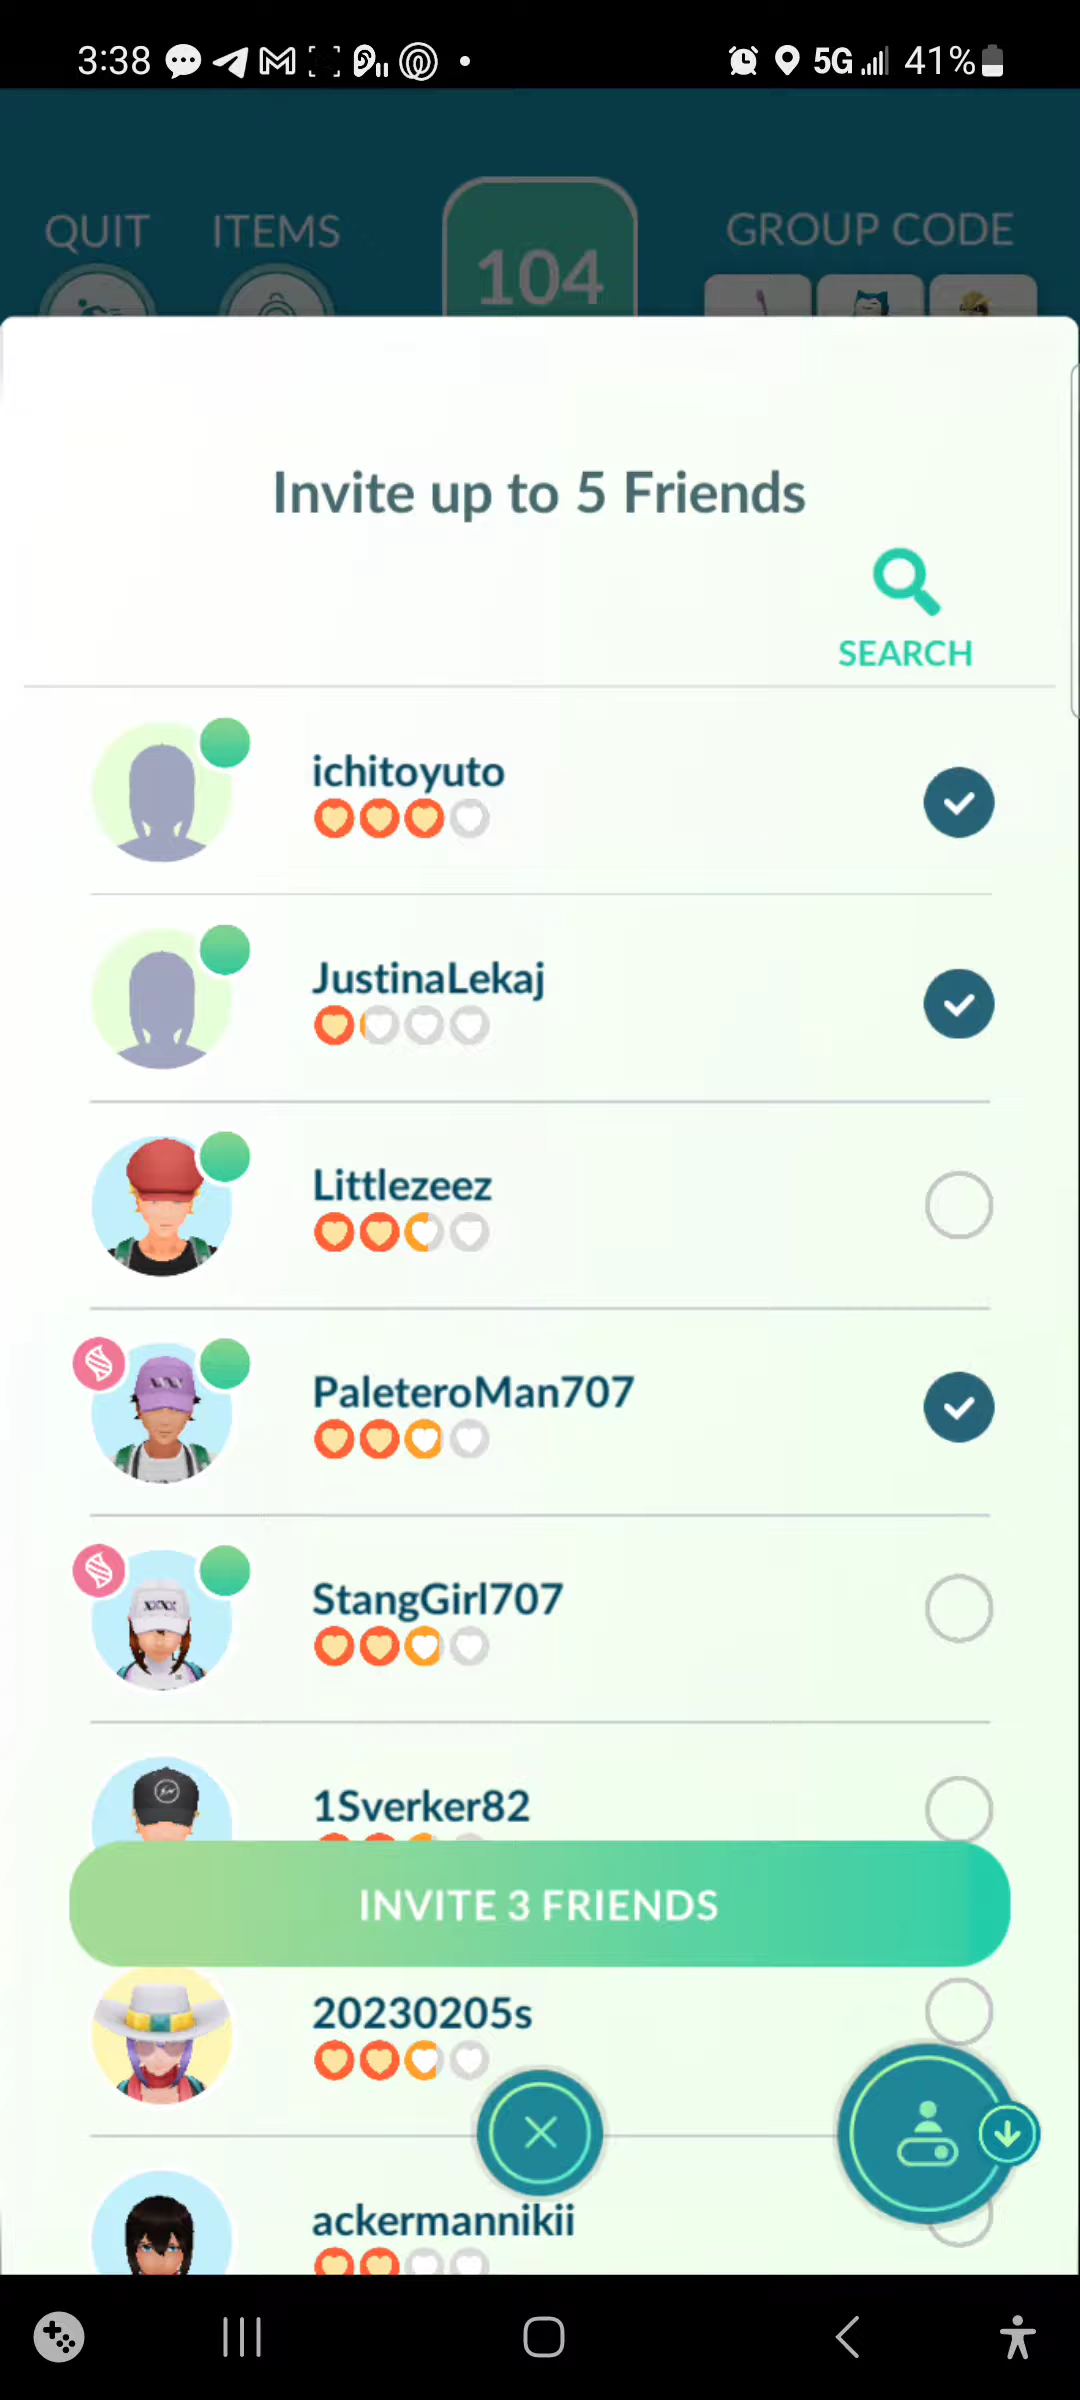 3:38
5G 41%
QUIT ITEMS
104
GROUP CODE
Invite up to 5 Friends
SEARCH
ichitoyuto
JustinaLekaj
Littlezeez
PaleteroMan707
StangGirl707
1Sverker82
INVITE 3 FRIENDS
20230205s
ackermannikii